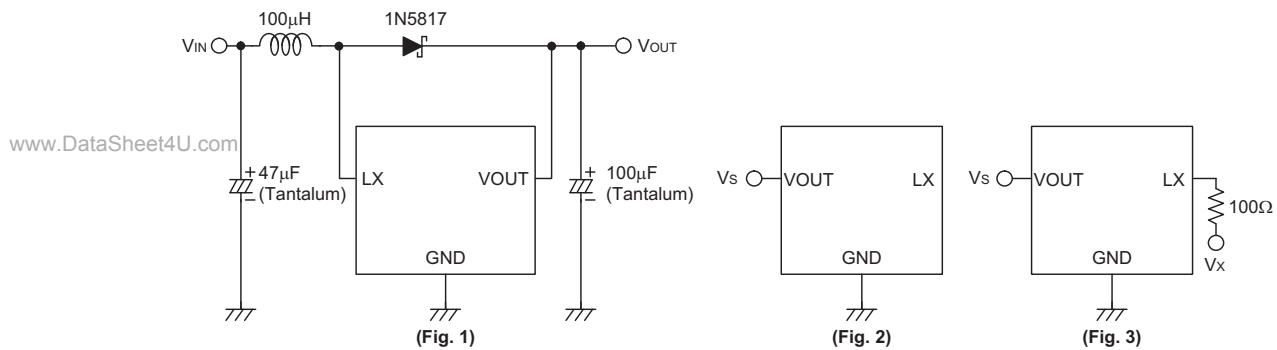 100μH
1N5817
VIN
VOUT
www.DataSheet4U.com
+
47μF
(Tantalum)
–
LX
VOUT
GND
+
100μF
(Tantalum)
–
VS
VOUT
LX
GND
VS
VOUT
LX
GND
100Ω
VX
(Fig. 1)
(Fig. 2)
(Fig. 3)